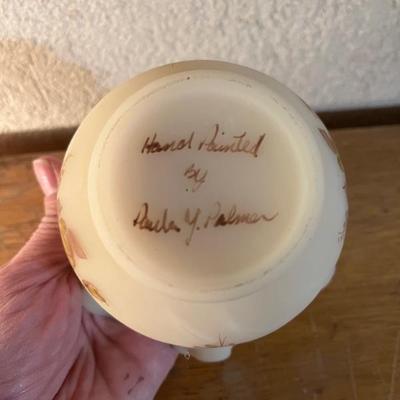 Hand Painted
by
Paula Y. Palmer